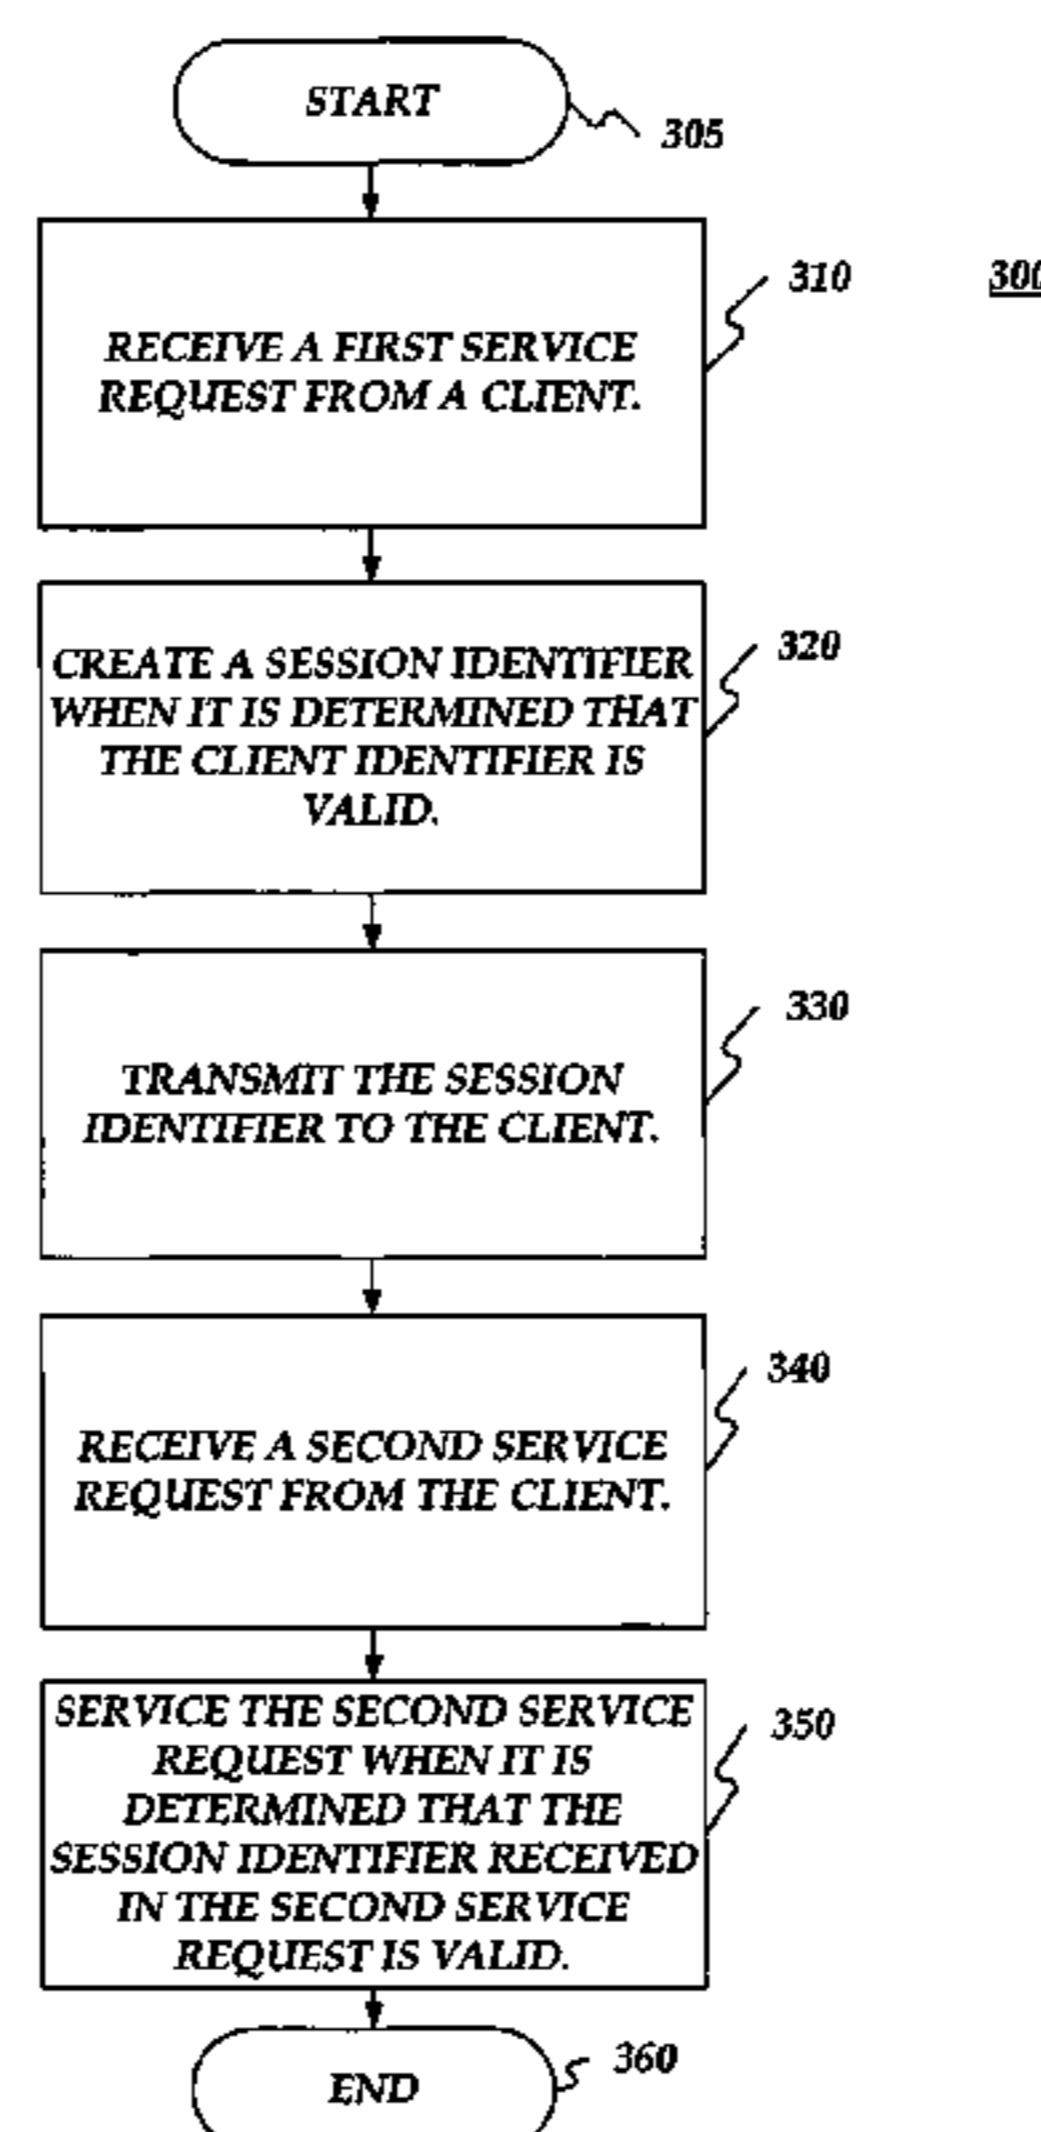 START
305
300
310
RECEIVE A FIRST SERVICE
REQUEST FROM A CLIENT.
320
CREATE A SESSION IDENTIFIER
WHEN IT IS DETERMINED THAT
THE CLIENT IDENTIFIER IS
VALID.
330
TRANSMIT THE SESSION
IDENTIFIER TO THE CLIENT.
340
RECEIVE A SECOND SERVICE
REQUEST FROM THE CLIENT.
350
SERVICE THE SECOND SERVICE
REQUEST WHEN IT IS
DETERMINED THAT THE
SESSION IDENTIFIER RECEIVED
IN THE SECOND SERVICE
REQUEST IS VALID.
360
END